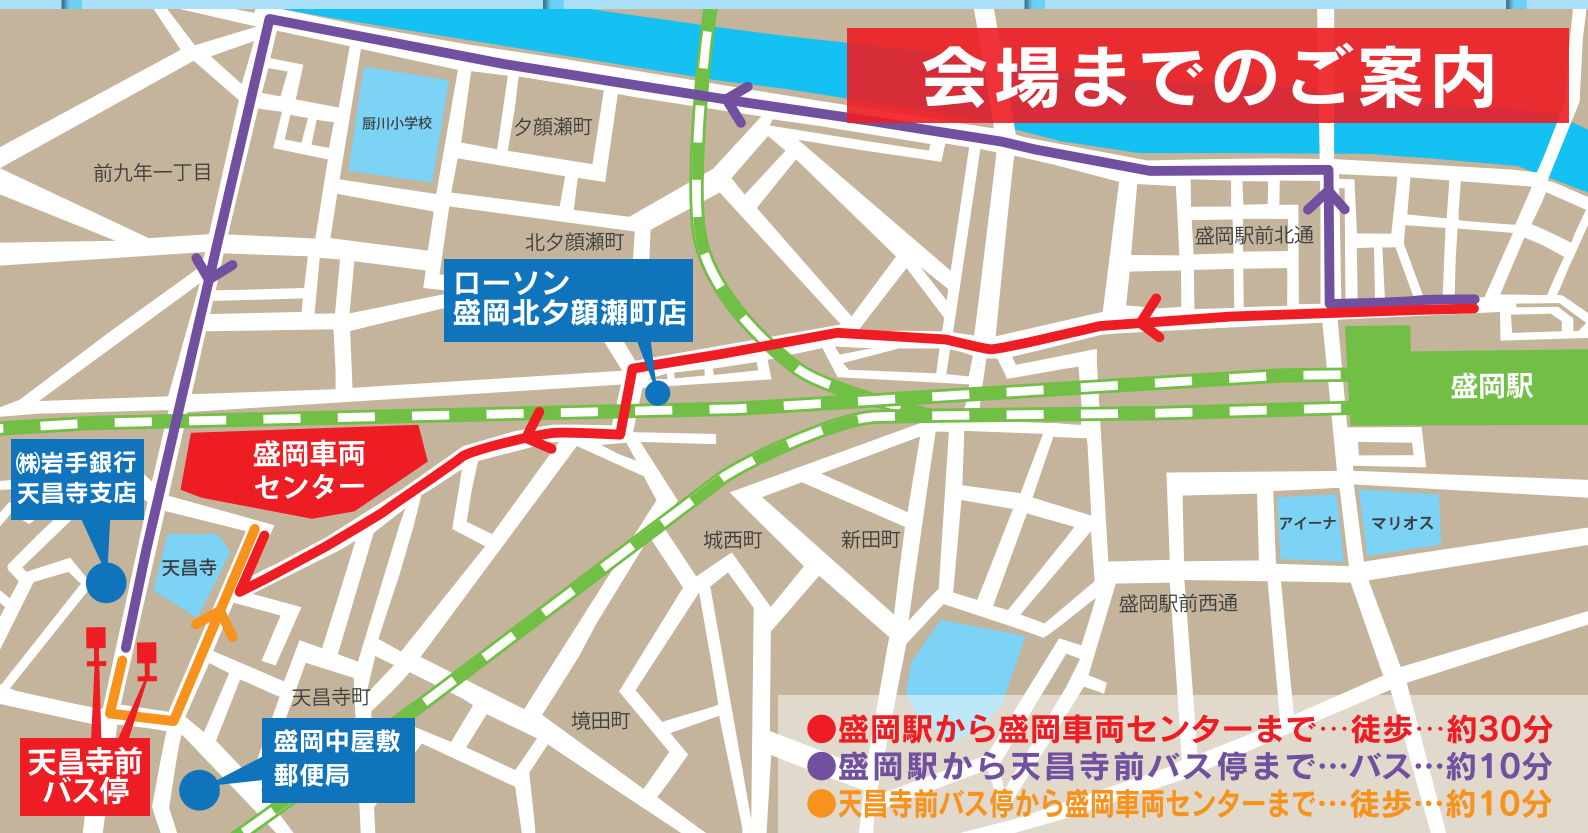 会場までのご案内
厨川小学校
夕顔瀬町
前九年一丁目
北夕顔瀬町
盛岡駅前北通
ローソン
盛岡北夕顔瀬町店
盛岡駅
盛岡車両
センター
㈱岩手銀行
天昌寺支店
アイーナ
マリオス
城西町
新田町
天昌寺
盛岡駅前西通
天昌寺町
境田町
天昌寺前
バス停
盛岡中屋敷
郵便局
●盛岡駅から盛岡車両センターまで…徒歩…約30分
●盛岡駅から天昌寺前バス停まで…バス…約10分
●天昌寺前バス停から盛岡車両センターまで…徒歩…約10分